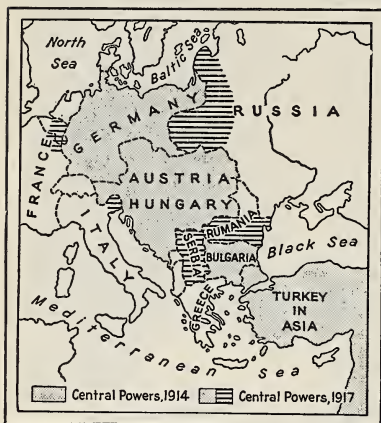 North
Sea
Baltic Sea
RUSSIA
GERMANY
FRANCE
AUSTRIA
HUNGARY
ITALY
RUMANIA
SERBIA
BULGARIA
Black Sea
GREECE
TURKEY
IN
ASIA
Mediterranean Sea
Central Powers, 1914
Central Powers, 1917